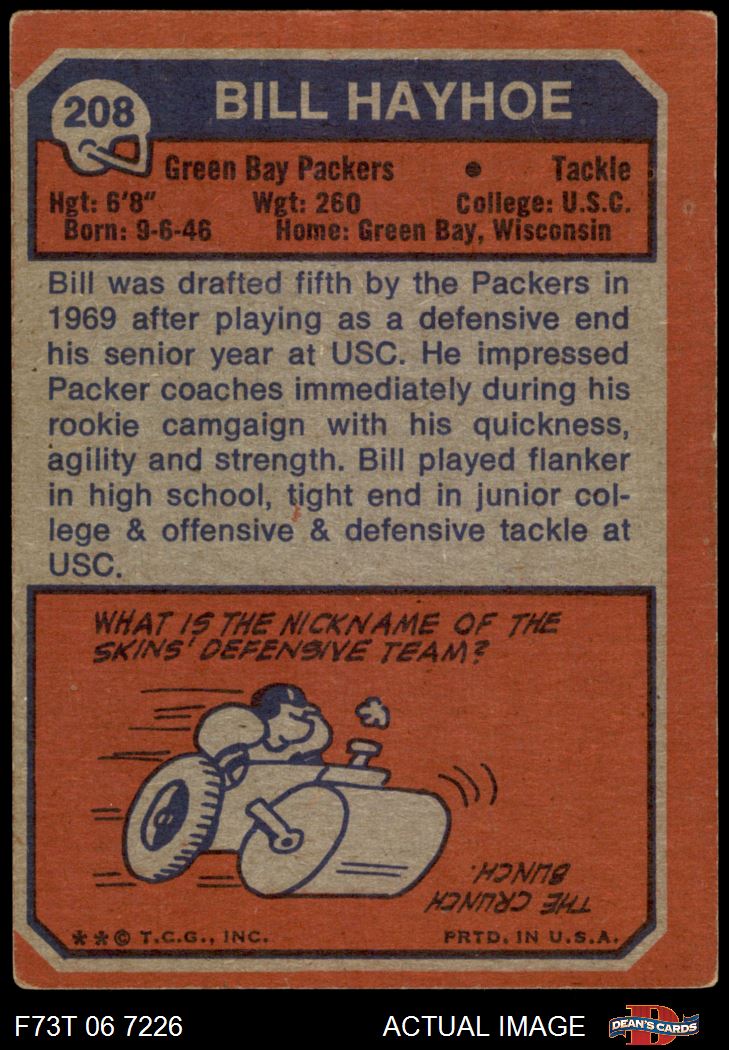 208
BILL HAYHOE
Green Bay Packers • Tackle
Hgt: 6'8" Wgt: 260 College: U.S.C.
Born: 9-6-46 Home: Green Bay, Wisconsin
Bill was drafted fifth by the Packers in
1969 after playing as a defensive end
his senior year at USC. He impressed
Packer coaches immediately during his
rookie camgaign with his quickness,
agility and strength. Bill played flanker
in high school, tight end in junior col-
lege & offensive & defensive tackle at
USC.
WHAT IS THE NICKNAME OF THE
SKINS' DEFENSIVE TEAM?
THE CRUNCH
BUNCH.
** © T.C.G., INC. PRTD. IN U.S.A.
F73T 06 7226 ACTUAL IMAGE
DEAN'S CARDS